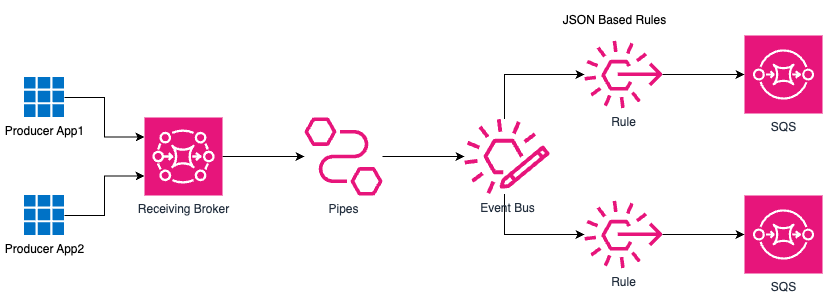 JSON Based Rules
Producer App1
Rule
SQS
Receiving Broker
Pipes
Event Bus
Producer App2
Rule
SQS